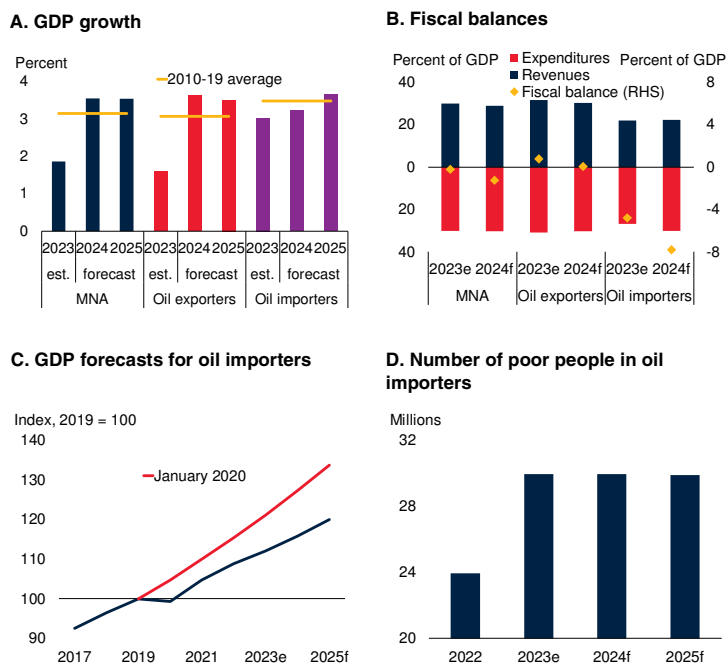 A. GDP growth
Percent
4
3
2
1
0
2010-19 average
2023 2024 2025 2023 2024 2025 2023 2024 2025
est. forecast est. forecast est. forecast
MNA Oil exporters Oil importers
B. Fiscal balances
Percent of GDP Percent of GDP
Expenditures
Revenues
Fiscal balance (RHS)
40 8
20 4
0 0
20 -4
40 -8
2023e 2024f 2023e 2024f 2023e 2024f
MNA Oil exporters Oil importers
C. GDP forecasts for oil importers
Index, 2019 = 100
140
130
120
110
100
90
January 2020
2017 2019 2021 2023e 2025f
D. Number of poor people in oil
importers
Millions
32
28
24
20
2022 2023e 2024f 2025f